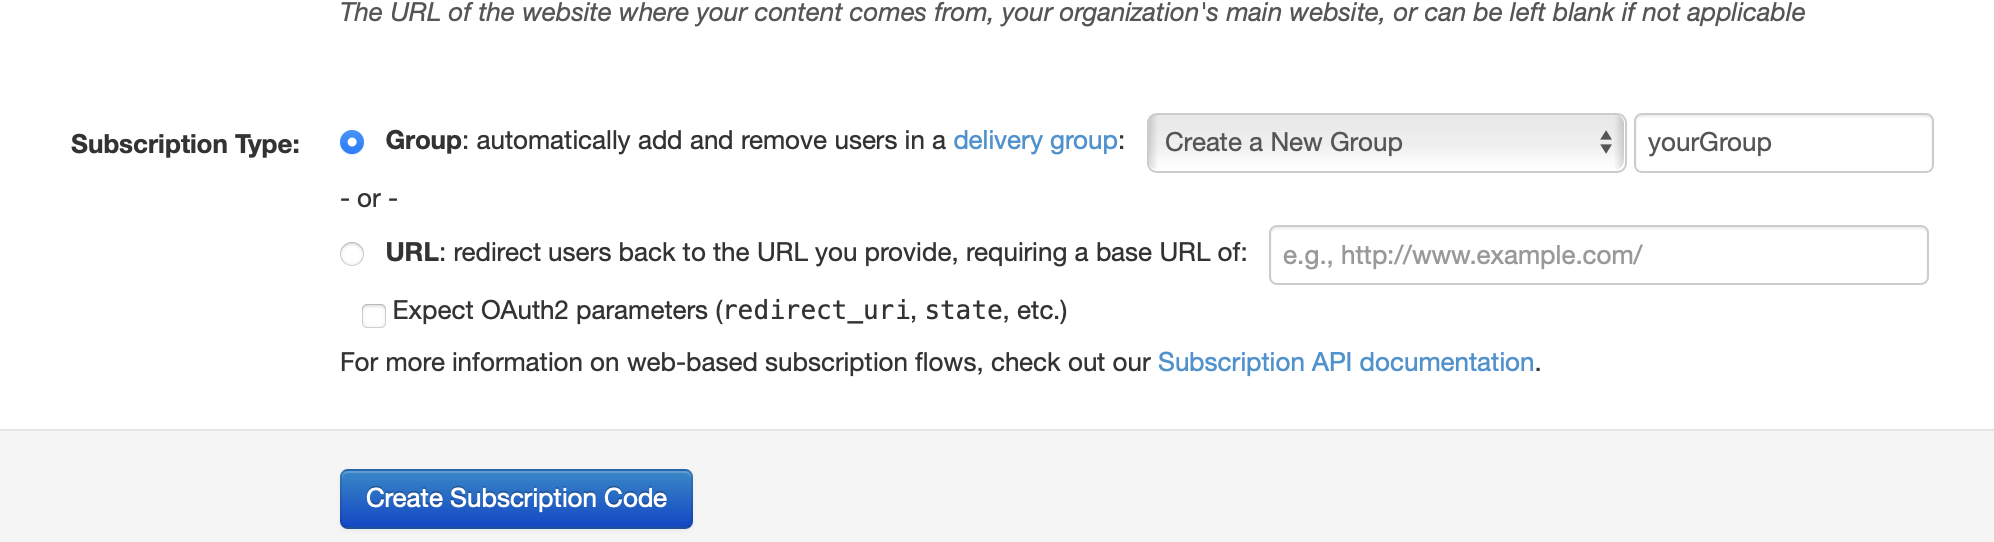 The URL of the website where your content comes from, your organization's main website, or can be left blank if not applicable
Subscription Type: Group: automatically add and remove users in a delivery group: Create a New Group yourGroup
- or -
URL: redirect users back to the URL you provide, requiring a base URL of: e.g., http://www.example.com/
Expect OAuth2 parameters (redirect_uri, state, etc.)
For more information on web-based subscription flows, check out our Subscription API documentation.
Create Subscription Code